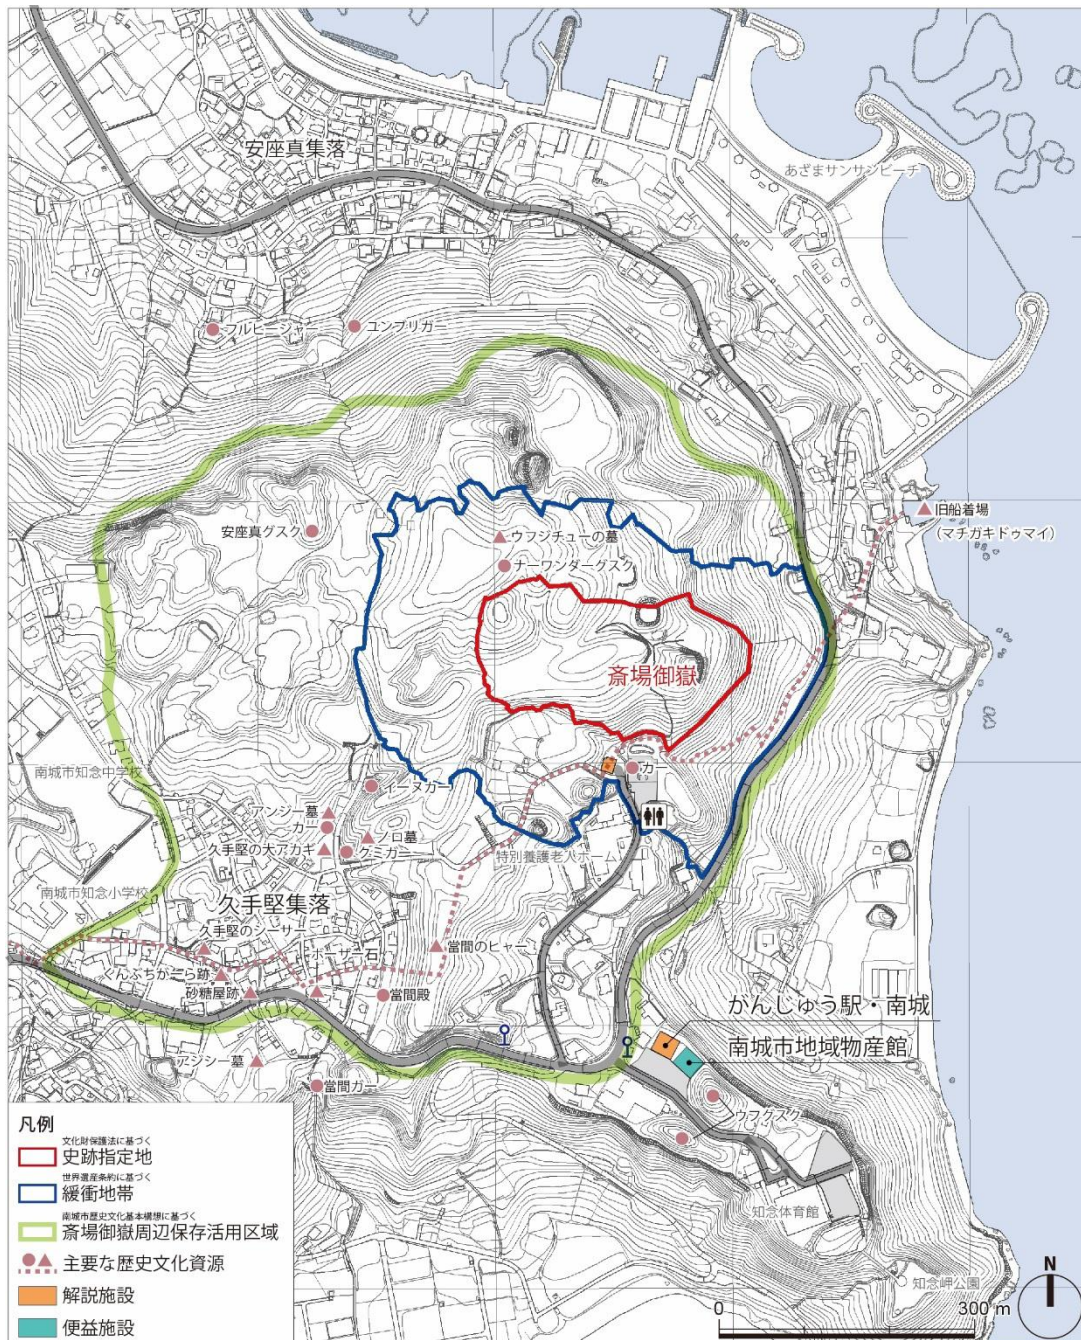 安座真集落
あざまサンサンビーチ
フルヒージャー
ユンブリガー
安座真グスク
ウフジチューの墓
ナーワンダーグスク
旧船着場
(マチガキドゥマイ)
斎場御嶽
カー
南城市知念中学校
イーヌカー
アンシー墓
カー
ノロ墓
久手堅の大アカギ
クミガー
特別養護老人ホーム
南城市知念小学校
久手堅集落
久手堅のシーサー
ボーザー石
當間のヒャー
ぐんぶちがーら跡
砂糖屋跡
當間殿
がんじゅう駅・南城
南城市地域物産館
アジシー墓
當間ガー
ウフグスク
知念体育館
知念岬公園
凡例
文化財保護法に基づく
史跡指定地
世界遺産条約に基づく
緩衝地帯
南城市歴史文化基本構想に基づく
斎場御嶽周辺保存活用区域
主要な歴史文化資源
解説施設
便益施設
0 300 m
N